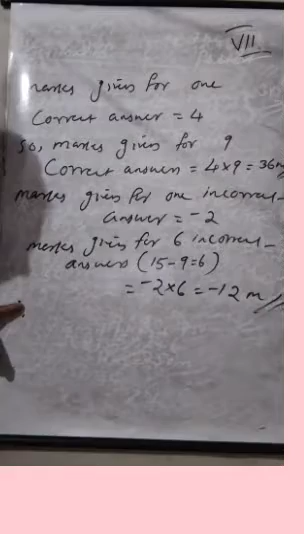 VII
marks given for one
Correct answer = 4
So, marks given for 9
Correct answers = 4×9 = 36m
marks given for one incorrect
answer = -2
marks given for 6 incorrect
answers (15-9=6)
= -2×6 = -12 m